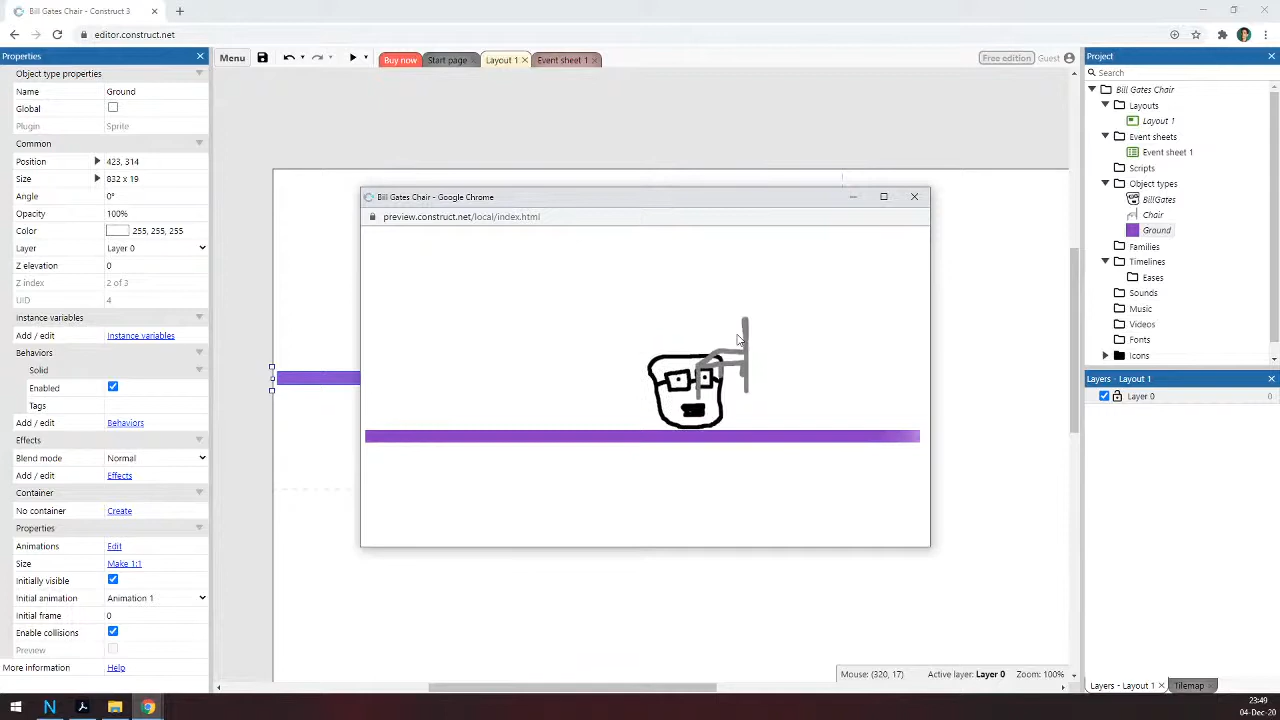 Bill Gates Chair - Construct 3
editor.construct.net
Properties
Menu
Buy now
Start page
Layout 1
Event sheet 1
Free edition
Guest
Project
Object type properties
Name
Ground
Global
Plugin
Sprite
Common
Position
423, 314
Size
832 x 19
Angle
0°
Opacity
100%
Color
255, 255, 255
Layer
Layer 0
Z elevation
0
Z index
2 of 3
UID
4
Instance variables
Add / edit
Instance variables
Behaviors
Solid
Enabled
Tags
Add / edit
Behaviors
Effects
Blend mode
Normal
Add / edit
Effects
Container
No container
Create
Properties
Animations
Edit
Size
Make 1:1
Initially visible
Initial animation
Animation 1
Initial frame
0
Enable collisions
Preview
More information
Help
Bill Gates Chair - Google Chrome
preview.construct.net/local/index.html
Mouse: (320, 17)
Active layer: Layer 0
Zoom: 100%
Search
Bill Gates Chair
Layouts
Layout 1
Event sheets
Event sheet 1
Scripts
Object types
BillGates
Chair
Ground
Families
Timelines
Eases
Sounds
Music
Videos
Fonts
Icons
Layers - Layout 1
Layer 0
0
Layers - Layout 1
Tilemap
23:49
04-Dec-20